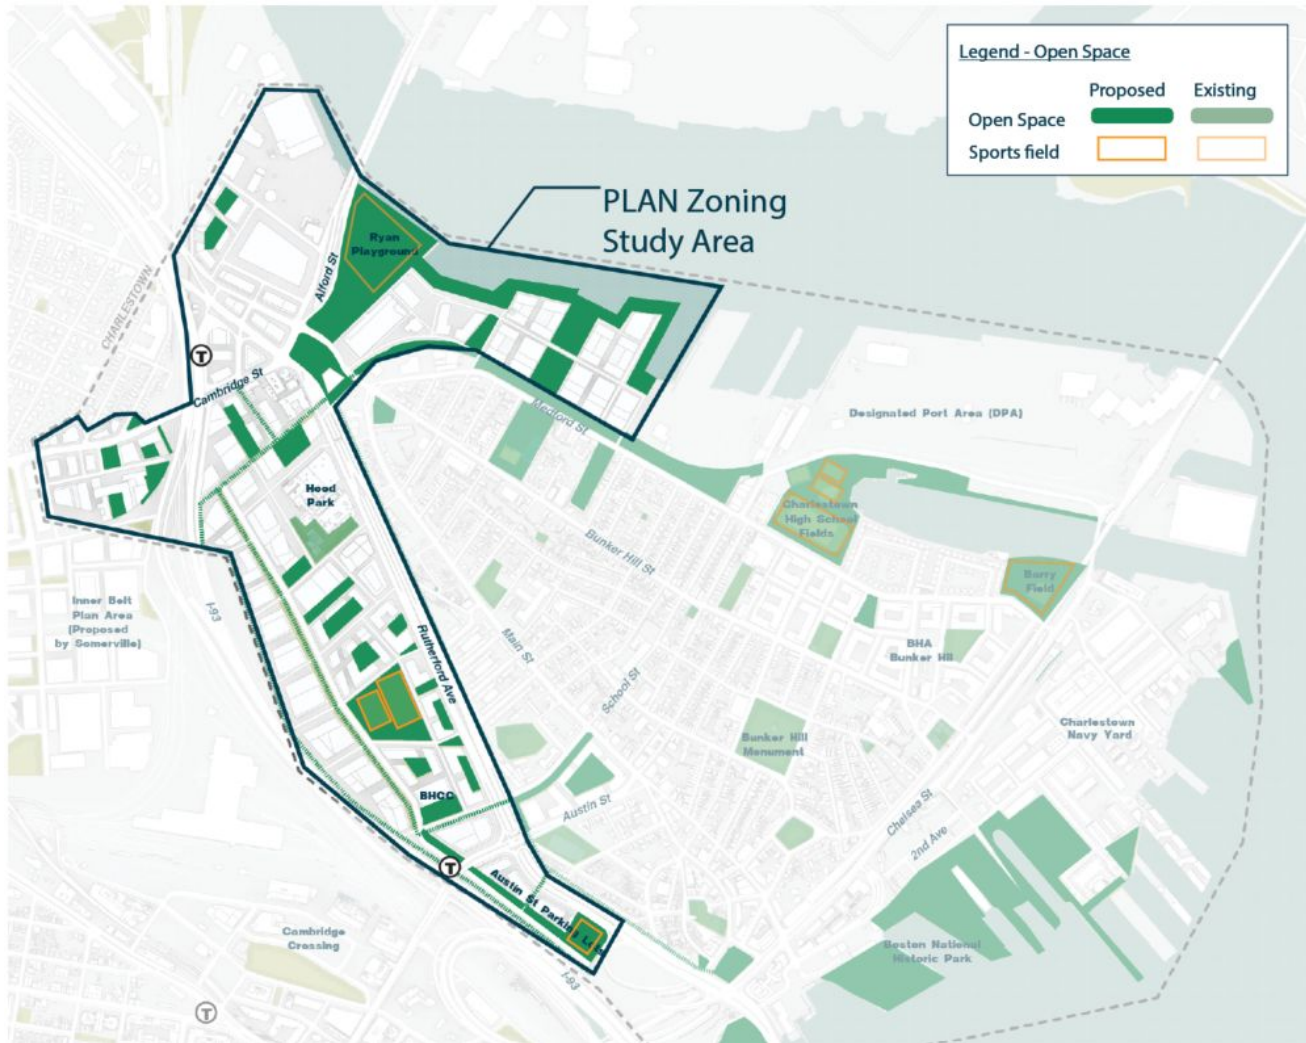 Legend - Open Space
Proposed Existing
Open Space
Sports field
PLAN Zoning
Study Area
Ryan
Playground
Alford St
CHARLESTOWN
T
Cambridge St
Medford St
Designated Port Area (DPA)
Hood
Park
Charlestown
High School
Fields
Bunker Hill St
Barry
Field
Inner Belt
Plan Area
(Proposed
by Somerville)
I-93
Main St
Rutherford Ave
School St
BHA
Bunker Hill
Bunker Hill
Monument
Charlestown
Navy Yard
BHCC
Austin St
Chelsea St
2nd Ave
T
Austin St Parking Lots
Cambridge
Crossing
Boston National
Historic Park
I-93
T